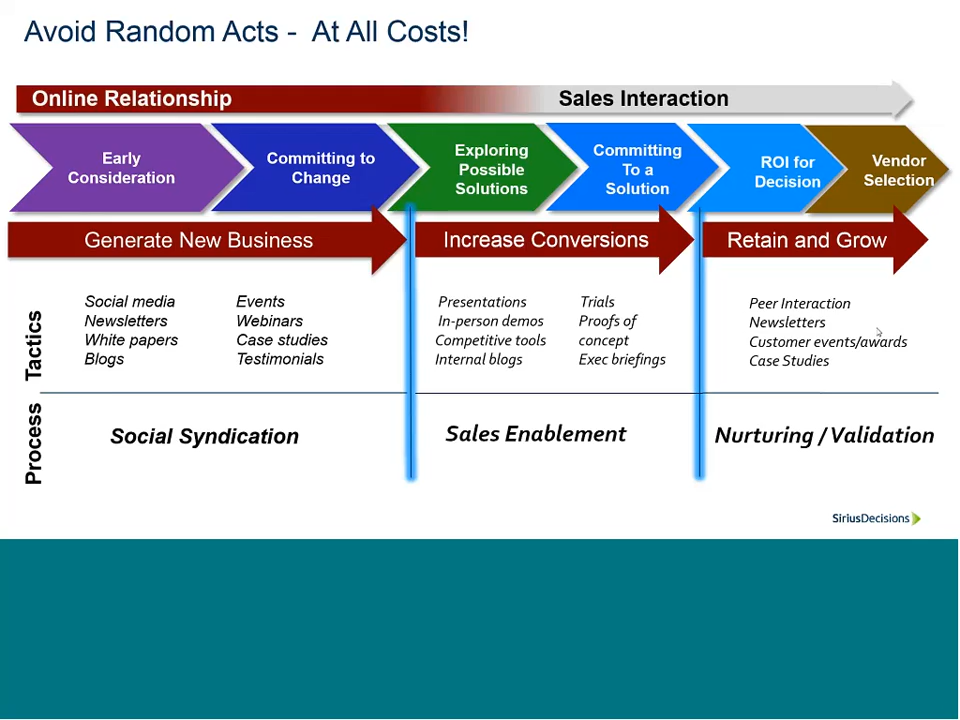 Avoid Random Acts - At All Costs!
Online Relationship
Sales Interaction
Early
Consideration
Committing to
Change
Exploring
Possible
Solutions
Committing
To a
Solution
ROI for
Decision
Vendor
Selection
Generate New Business
Increase Conversions
Retain and Grow
Tactics
Social media
Newsletters
White papers
Blogs
Events
Webinars
Case studies
Testimonials
Presentations
In-person demos
Competitive tools
Internal blogs
Trials
Proofs of
concept
Exec briefings
Peer Interaction
Newsletters
Customer events/awards
Case Studies
Process
Social Syndication
Sales Enablement
Nurturing / Validation
SiriusDecisions